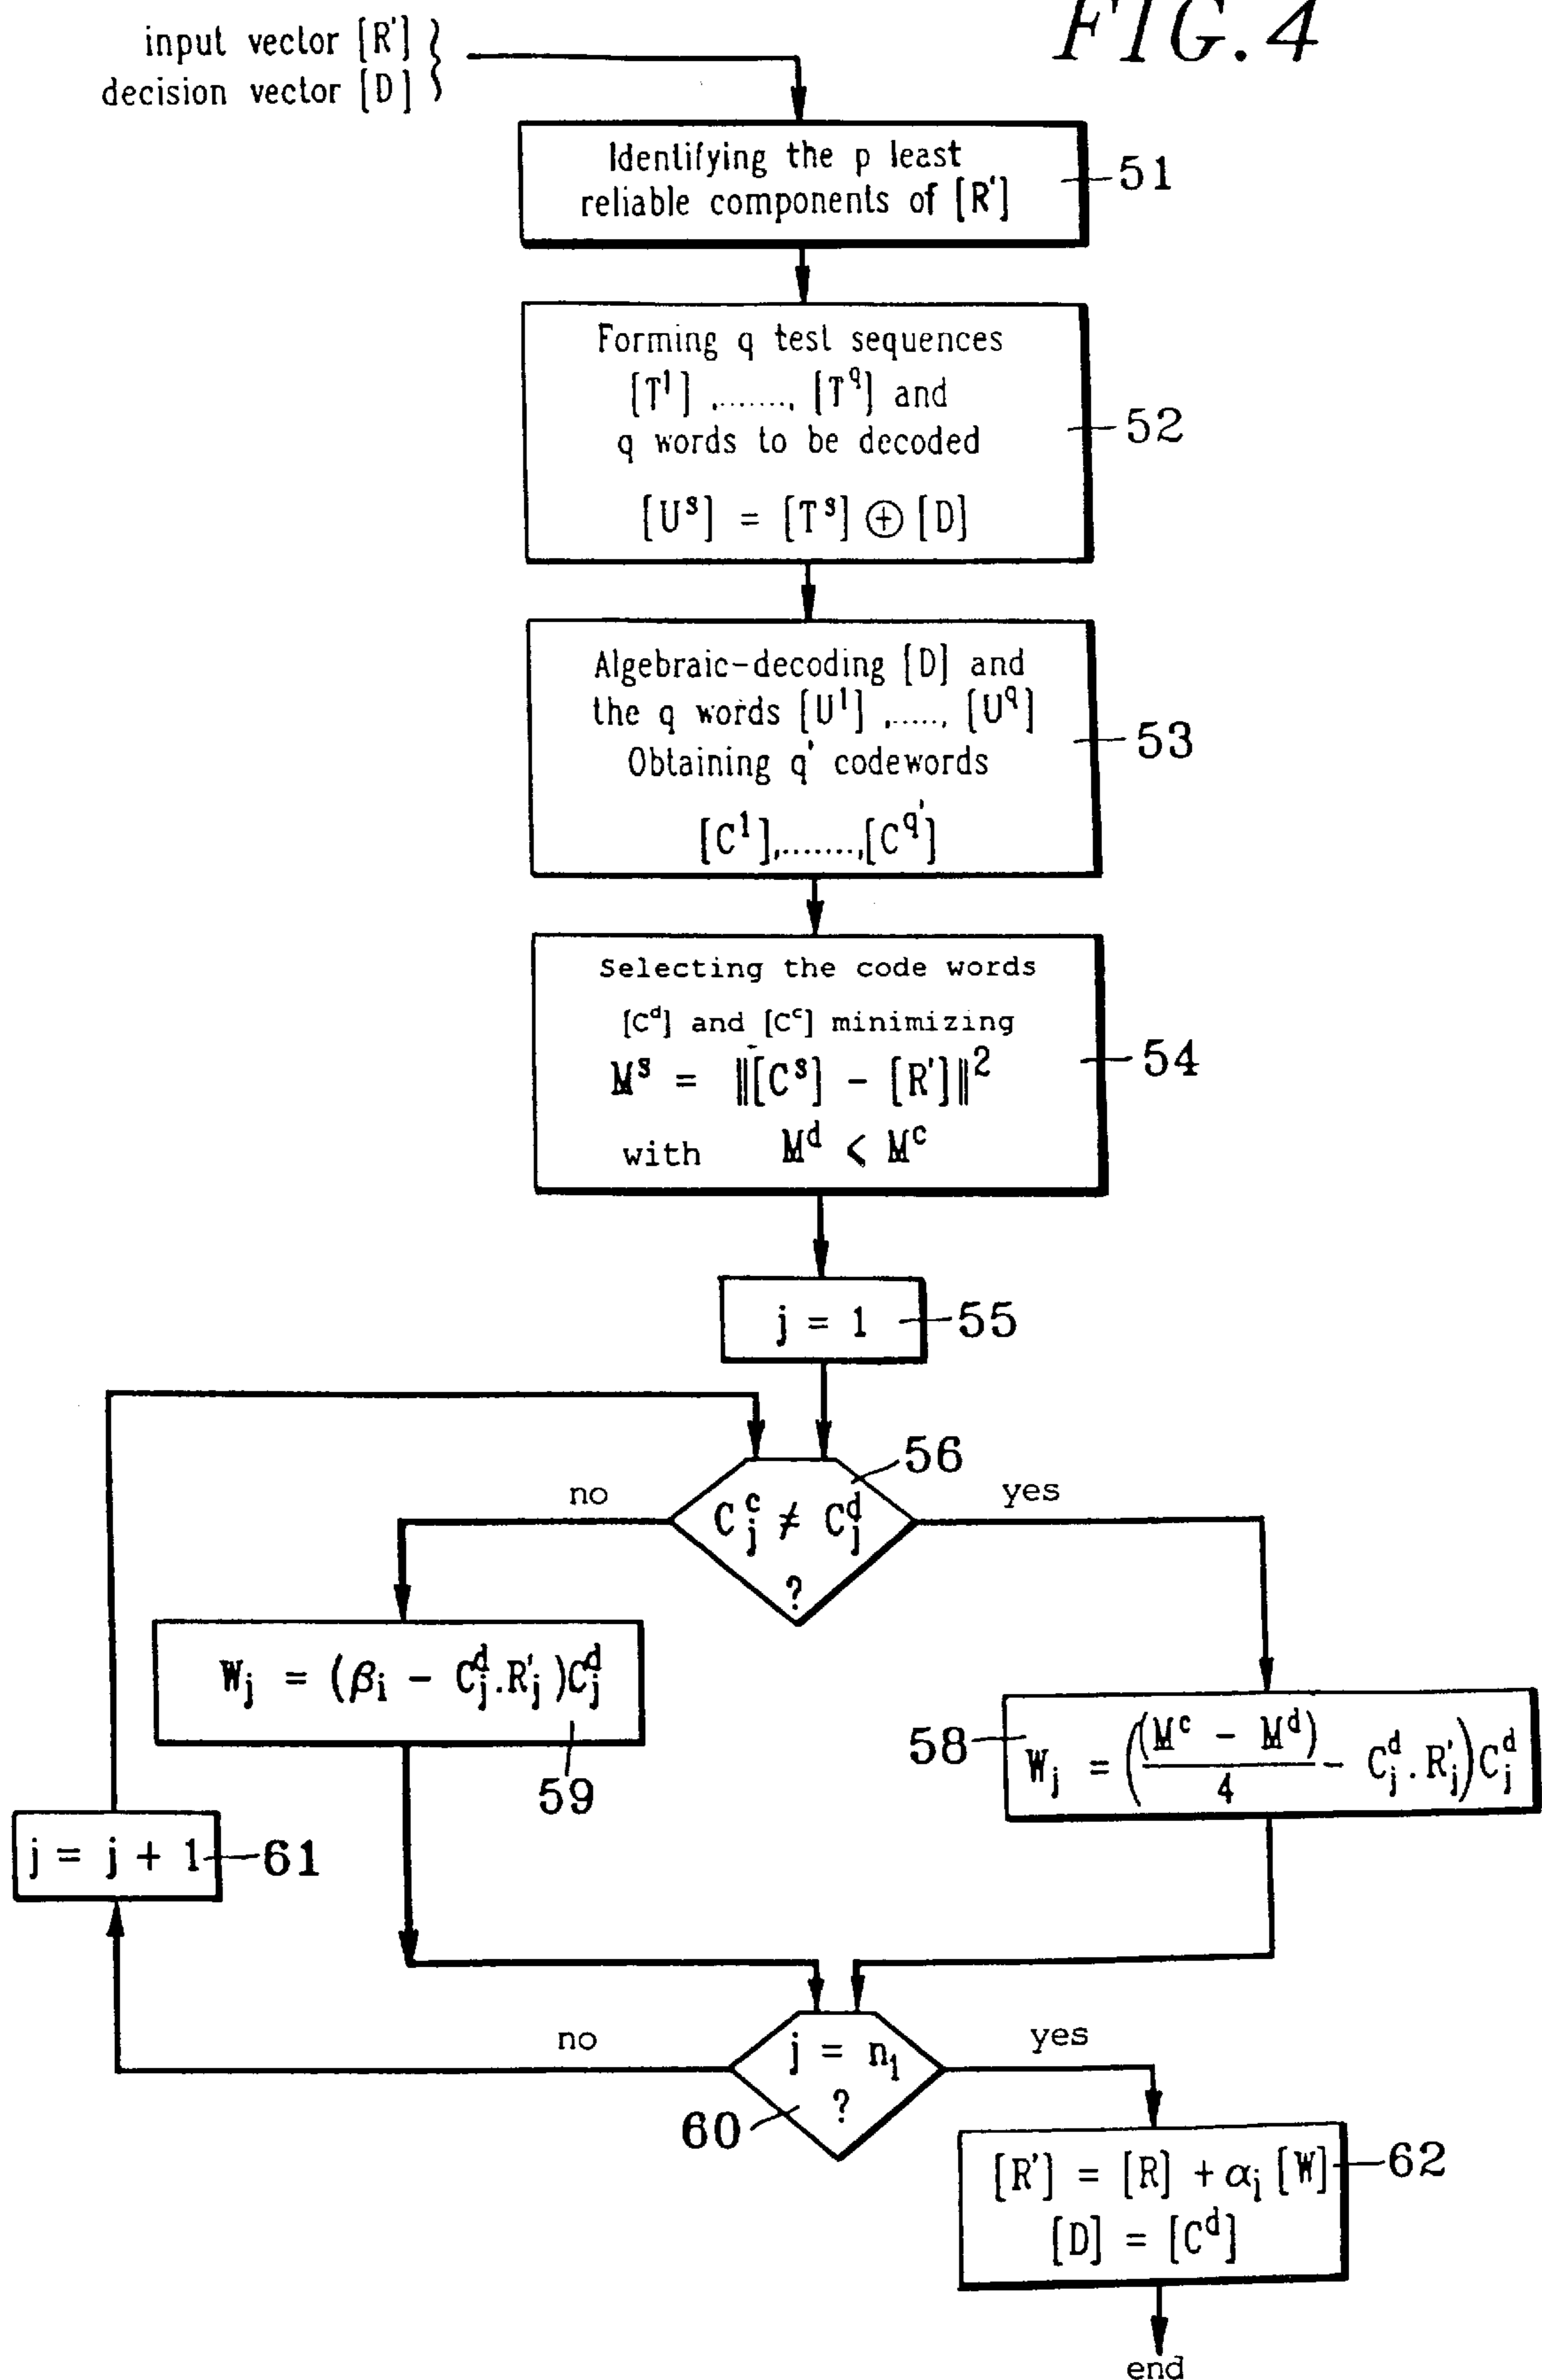 FIG. 4
input vector [R']
decision vector [D]
Identifying the p least
reliable components of [R']
51
Forming q test sequences
[T¹] ,......., [T^q] and
q words to be decoded
[U^s] = [T^s] ⊕ [D]
52
Algebraic-decoding [D] and
the q words [U¹] ,....., [U^q]
Obtaining q' codewords
[C¹],........,[C^q']
53
Selecting the code words
[C^d] and [C^c] minimizing
M^s = ‖[C^s] - [R']‖²
with M^d < M^c
54
j = 1
55
56
no
C_j^c ≠ C_j^d
?
yes
W_j = (β_i - C_j^d.R'_j)C_j^d
59
58
W_j = ((M^c - M^d)/4 - C_j^d.R'_j)C_j^d
j = j + 1
61
no
j = n₁
?
yes
60
[R'] = [R] + α_i [W]
[D] = [C^d]
62
end